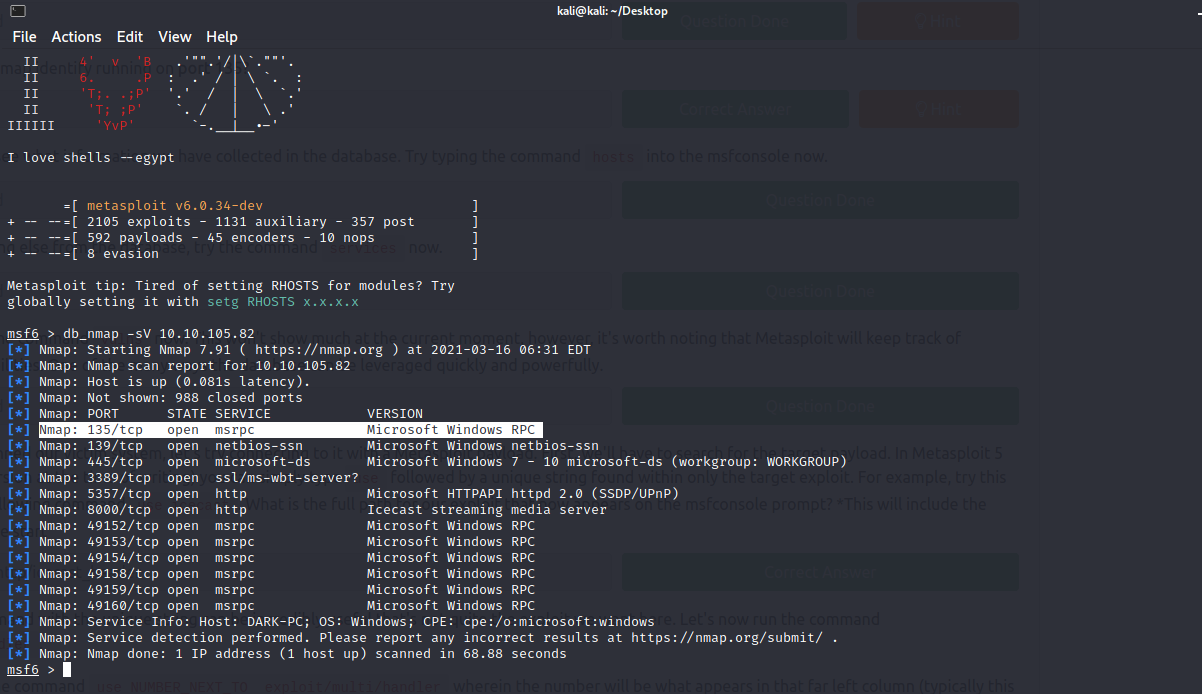 kali@kali: ~/Desktop
File Actions Edit View Help
II 4' v 'B .'"".'/|\`.""'.
II 6. .P : .' / | \ `. :
II 'T;. .;P' '.' / | \ `.'
II 'T; ;P' `. / | \ .'
IIIIII 'YvP' `-.__|__.-'
I love shells --egypt
=[ metasploit v6.0.34-dev ]
+ -- --=[ 2105 exploits - 1131 auxiliary - 357 post ]
+ -- --=[ 592 payloads - 45 encoders - 10 nops ]
+ -- --=[ 8 evasion ]
Metasploit tip: Tired of setting RHOSTS for modules? Try
globally setting it with setg RHOSTS x.x.x.x
msf6 > db_nmap -sV 10.10.105.82
[*] Nmap: Starting Nmap 7.91 ( https://nmap.org ) at 2021-03-16 06:31 EDT
[*] Nmap: Nmap scan report for 10.10.105.82
[*] Nmap: Host is up (0.081s latency).
[*] Nmap: Not shown: 988 closed ports
[*] Nmap: PORT STATE SERVICE VERSION
[*] Nmap: 135/tcp open msrpc Microsoft Windows RPC
[*] Nmap: 139/tcp open netbios-ssn Microsoft Windows netbios-ssn
[*] Nmap: 445/tcp open microsoft-ds Microsoft Windows 7 - 10 microsoft-ds (workgroup: WORKGROUP)
[*] Nmap: 3389/tcp open ssl/ms-wbt-server?
[*] Nmap: 5357/tcp open http Microsoft HTTPAPI httpd 2.0 (SSDP/UPnP)
[*] Nmap: 8000/tcp open http Icecast streaming media server
[*] Nmap: 49152/tcp open msrpc Microsoft Windows RPC
[*] Nmap: 49153/tcp open msrpc Microsoft Windows RPC
[*] Nmap: 49154/tcp open msrpc Microsoft Windows RPC
[*] Nmap: 49158/tcp open msrpc Microsoft Windows RPC
[*] Nmap: 49159/tcp open msrpc Microsoft Windows RPC
[*] Nmap: 49160/tcp open msrpc Microsoft Windows RPC
[*] Nmap: Service Info: Host: DARK-PC; OS: Windows; CPE: cpe:/o:microsoft:windows
[*] Nmap: Service detection performed. Please report any incorrect results at https://nmap.org/submit/ .
[*] Nmap: Nmap done: 1 IP address (1 host up) scanned in 68.88 seconds
msf6 >